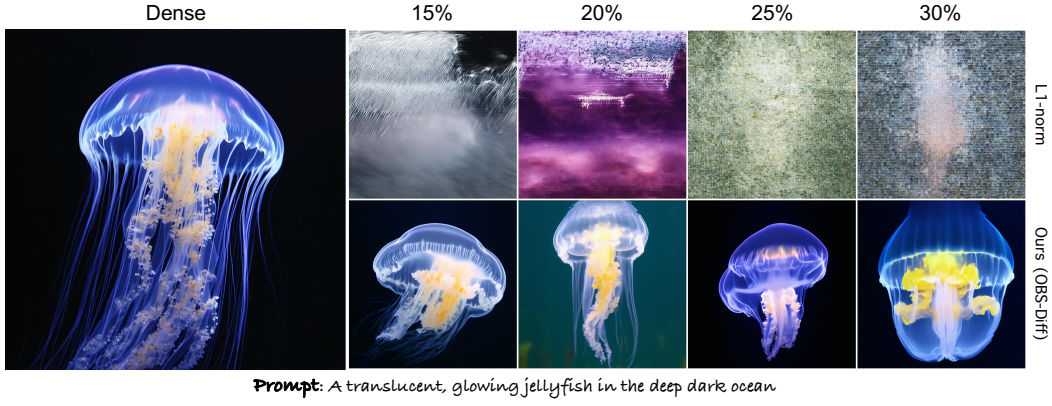 Dense 15% 20% 25% 30%
L1-norm
Ours (OBS-Diff)
Prompt: A translucent, glowing jellyfish in the deep dark ocean